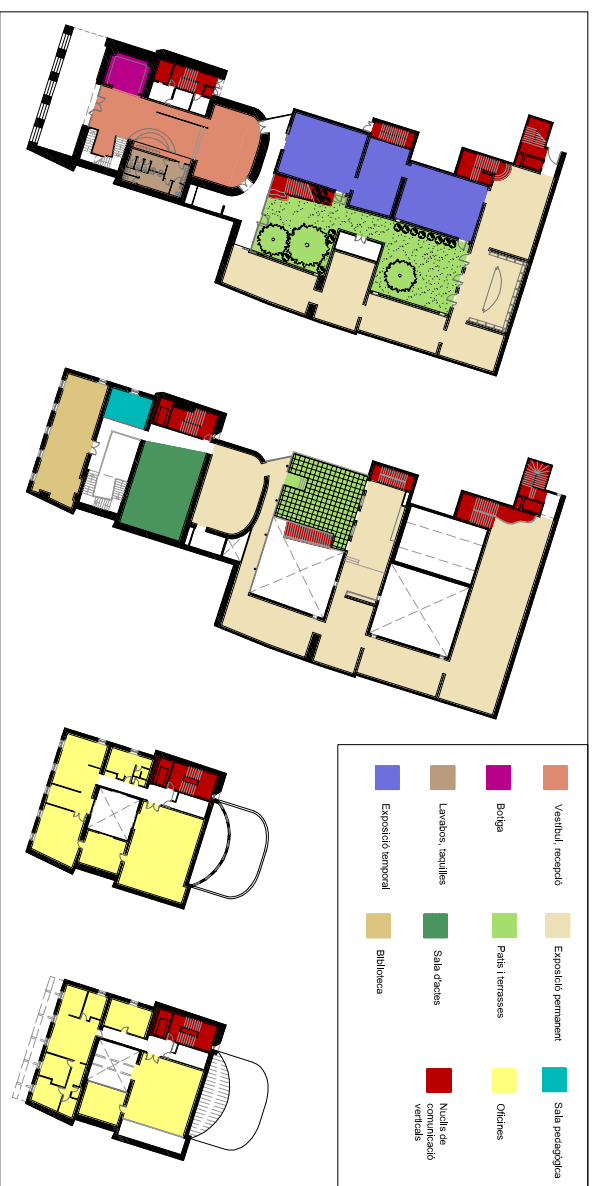 Vestíbul, recepció
Exposició permanent
Sala pedagògica
Botiga
Patis i terrasses
Oficines
Lavabos, taquilles
Sala d'actes
Nuclis de
comunicació
verticals
Exposició temporal
Biblioteca